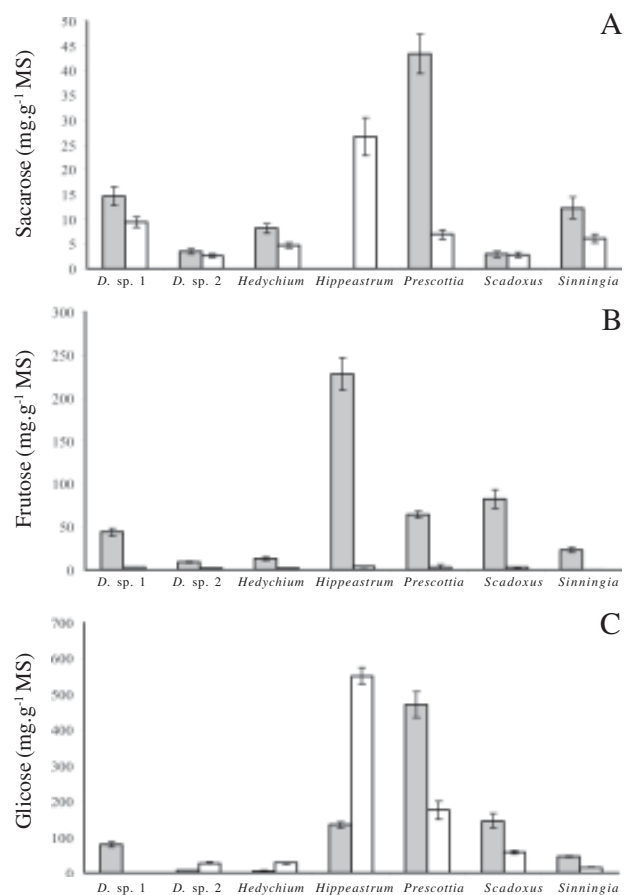 A
Sacarose (mg.g⁻¹ MS)
50
45
40
35
30
25
20
15
10
5
0
D. sp. 1 D. sp. 2 Hedychium Hippeastrum Prescottia Scadoxus Sinningia
B
Frutose (mg.g⁻¹ MS)
300
250
200
150
100
50
0
D. sp. 1 D. sp. 2 Hedychium Hippeastrum Prescottia Scadoxus Sinningia
C
Glicose (mg.g⁻¹ MS)
700
600
500
400
300
200
100
0
D. sp. 1 D. sp. 2 Hedychium Hippeastrum Prescottia Scadoxus Sinningia